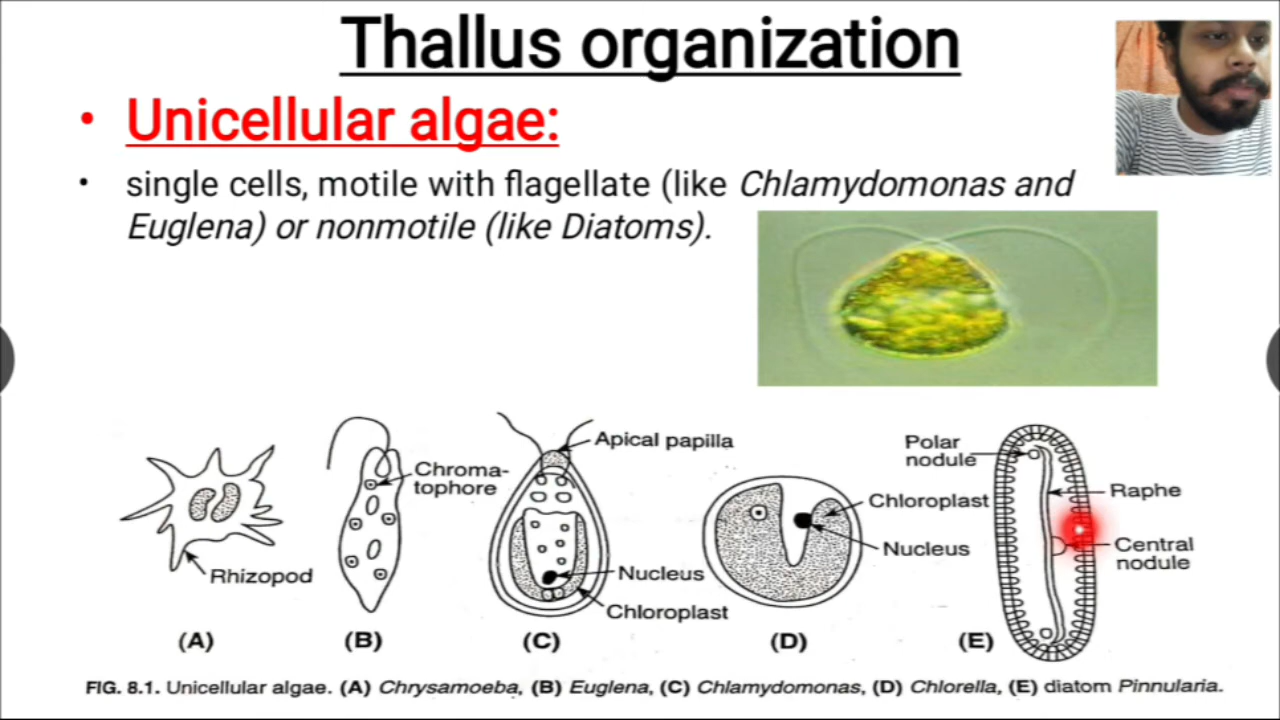 Thallus organization
• Unicellular algae:
• single cells, motile with flagellate (like Chlamydomonas and
Euglena) or nonmotile (like Diatoms).
Apical papilla
Polar
nodule
Chroma-
tophore
Chloroplast
Raphe
Nucleus
Central
nodule
Rhizopod
Nucleus
Chloroplast
(A)
(B)
(C)
(D)
(E)
FIG. 8.1. Unicellular algae. (A) Chrysamoeba, (B) Euglena, (C) Chlamydomonas, (D) Chlorella, (E) diatom Pinnularia.